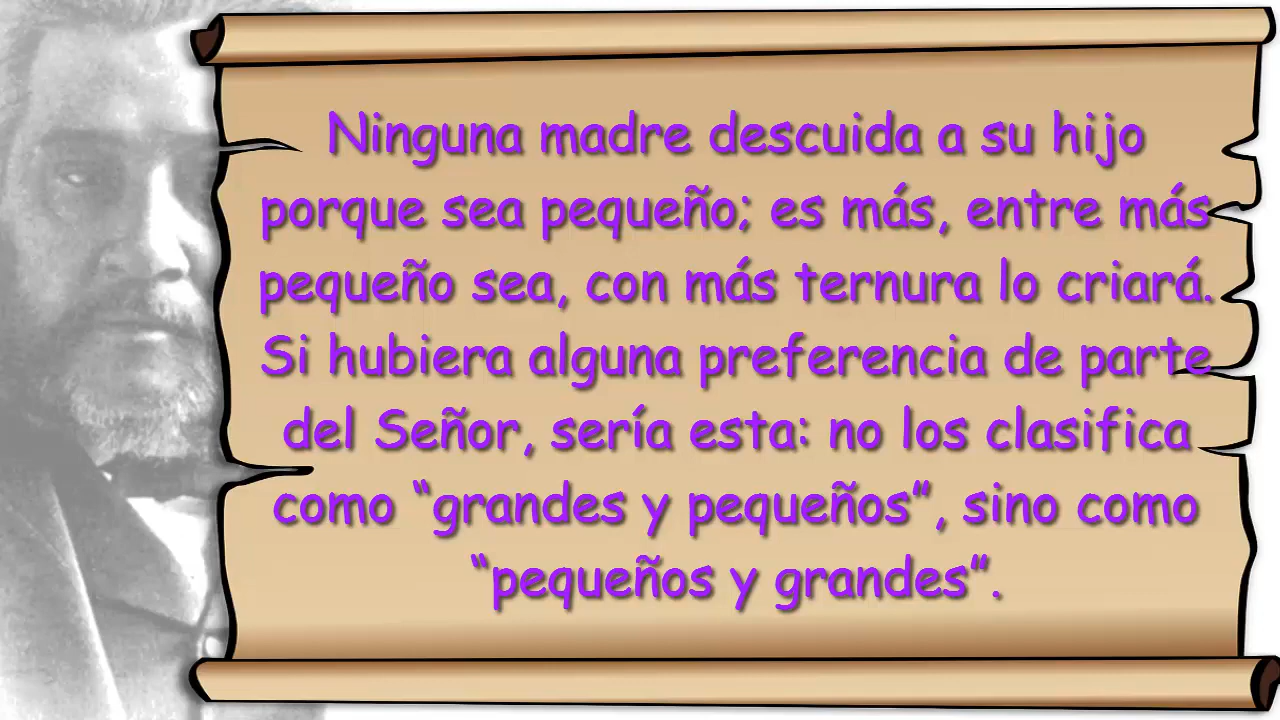 Ninguna madre descuida a su hijo
porque sea pequeño; es más, entre más
pequeño sea, con más ternura lo criará.
Si hubiera alguna preferencia de parte
del Señor, sería esta: no los clasifica
como “grandes y pequeños”, sino como
“pequeños y grandes”.